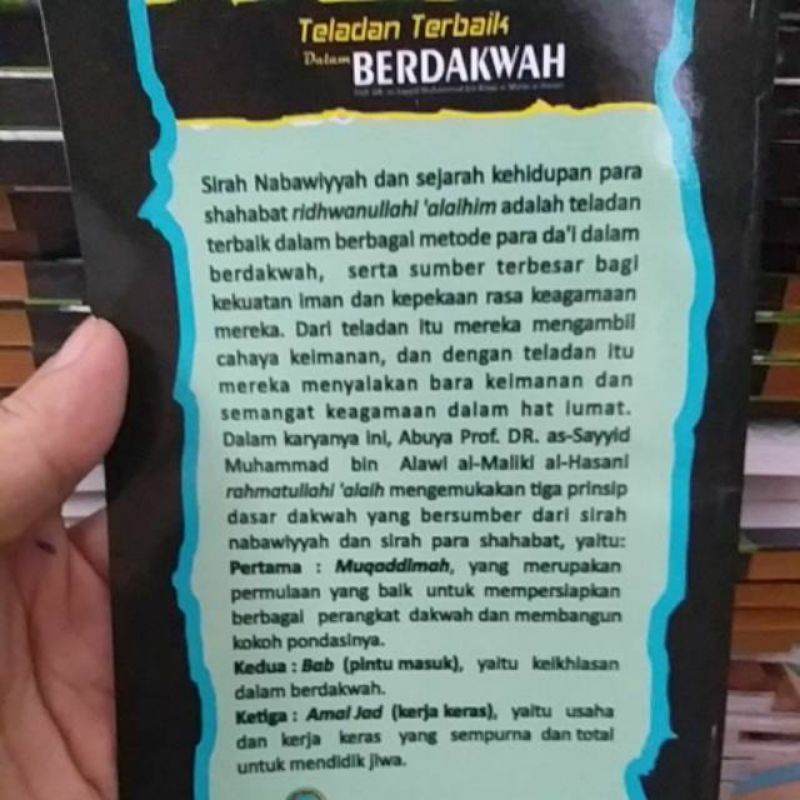 Teladan Terbaik
Dalam BERDAKWAH
Sirah Nabawiyyah dan sejarah kehidupan para
shahabat ridhwanullahi 'alaihim adalah teladan
terbaik dalam berbagai metode para da'i dalam
berdakwah, serta sumber terbesar bagi
kekuatan iman dan kepekaan rasa keagamaan
mereka. Dari teladan itu mereka mengambil
cahaya keimanan, dan dengan teladan itu
mereka menyalakan bara keimanan dan
semangat keagamaan dalam hat iumat.
Dalam karyanya ini, Abuya Prof. DR. as-Sayyid
Muhammad bin Alawi al-Maliki al-Hasani
rahmatullahi 'alaih mengemukakan tiga prinsip
dasar dakwah yang bersumber dari sirah
nabawiyyah dan sirah para shahabat, yaitu:
Pertama : Muqaddimah, yang merupakan
permulaan yang baik untuk mempersiapkan
berbagai perangkat dakwah dan membangun
kokoh pondasinya.
Kedua : Bab (pintu masuk), yaitu keikhlasan
dalam berdakwah.
Ketiga : Amal Jad (kerja keras), yaitu usaha
dan kerja keras yang sempurna dan total
untuk mendidik jiwa.